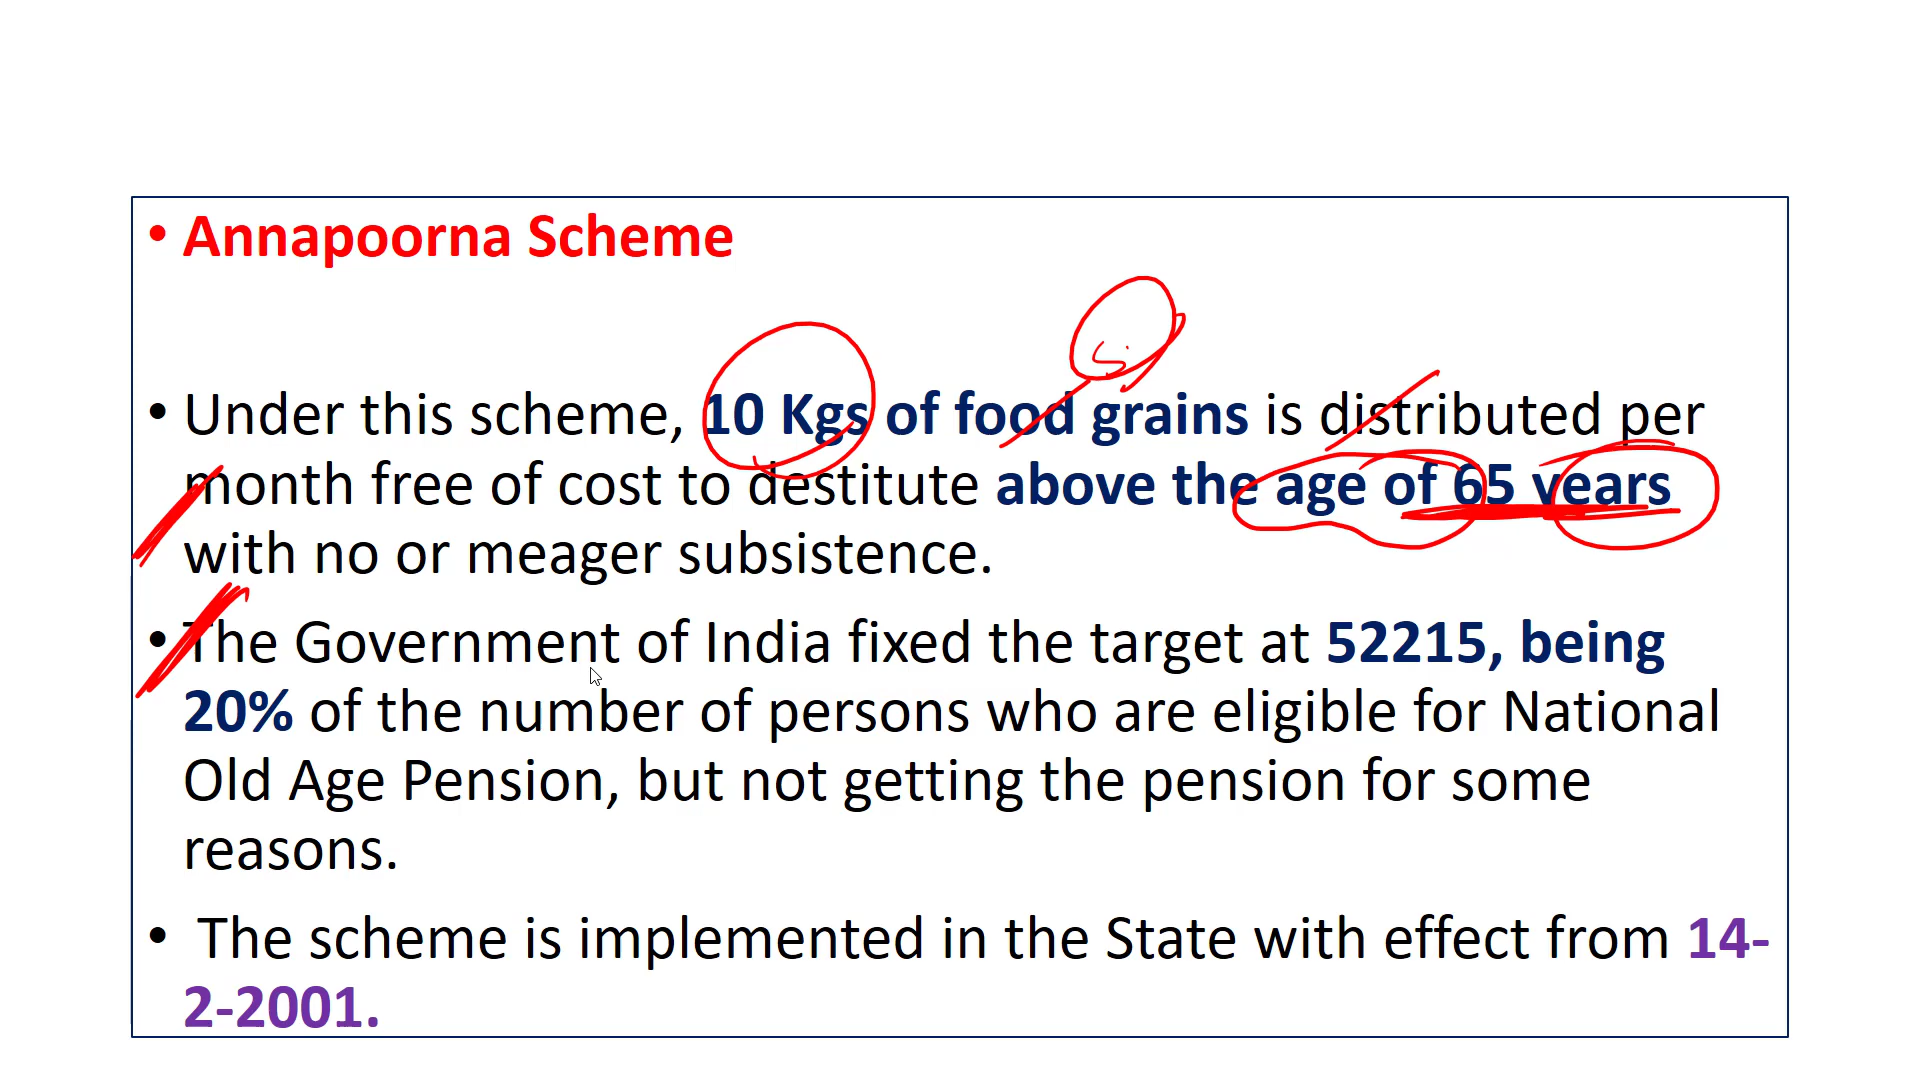 • Annapoorna Scheme
• Under this scheme, 10 Kgs of food grains is distributed per
month free of cost to destitute above the age of 65 years
with no or meager subsistence.
• The Government of India fixed the target at 52215, being
20% of the number of persons who are eligible for National
Old Age Pension, but not getting the pension for some
reasons.
• The scheme is implemented in the State with effect from 14-
2-2001.